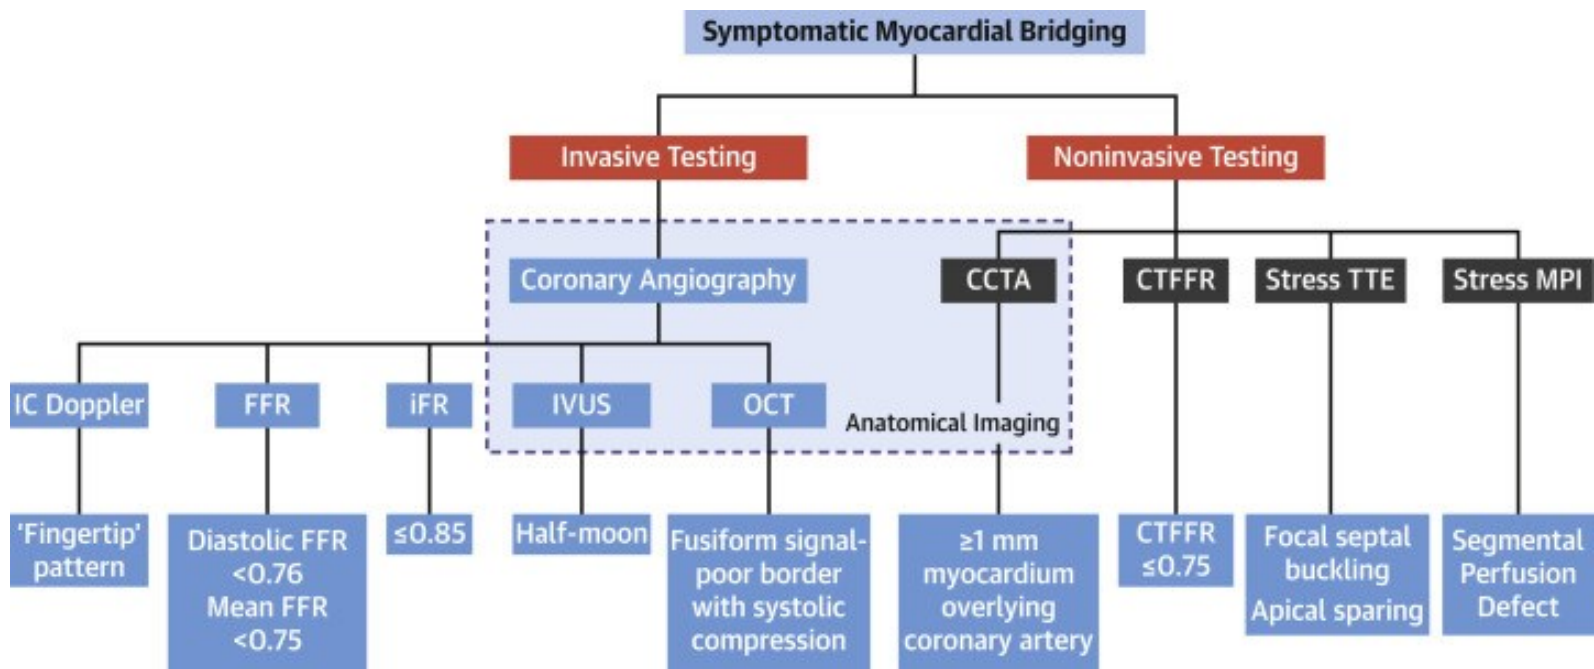 Symptomatic Myocardial Bridging
Invasive Testing
Noninvasive Testing
Coronary Angiography
CCTA
CTFFR
Stress TTE
Stress MPI
IC Doppler
FFR
iFR
IVUS
OCT
Anatomical Imaging
'Fingertip'
pattern
Diastolic FFR
<0.76
Mean FFR
<0.75
≤0.85
Half-moon
Fusiform signal-
poor border
with systolic
compression
≥1 mm
myocardium
overlying
coronary artery
CTFFR
≤0.75
Focal septal
buckling
Apical sparing
Segmental
Perfusion
Defect